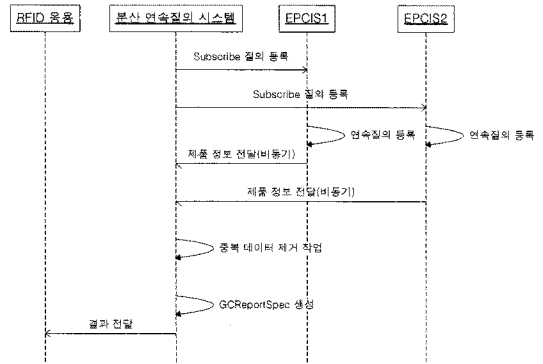 RFID 응용
분산 연속질의 시스템
EPCIS1
EPCIS2
Subscribe 질의 등록
Subscribe 질의 등록
연속질의 등록
연속질의 등록
제품 정보 전달(비동기)
제품 정보 전달(비동기)
중복 데이터 제거 작업
GCReportSpec 생성
결과 전달